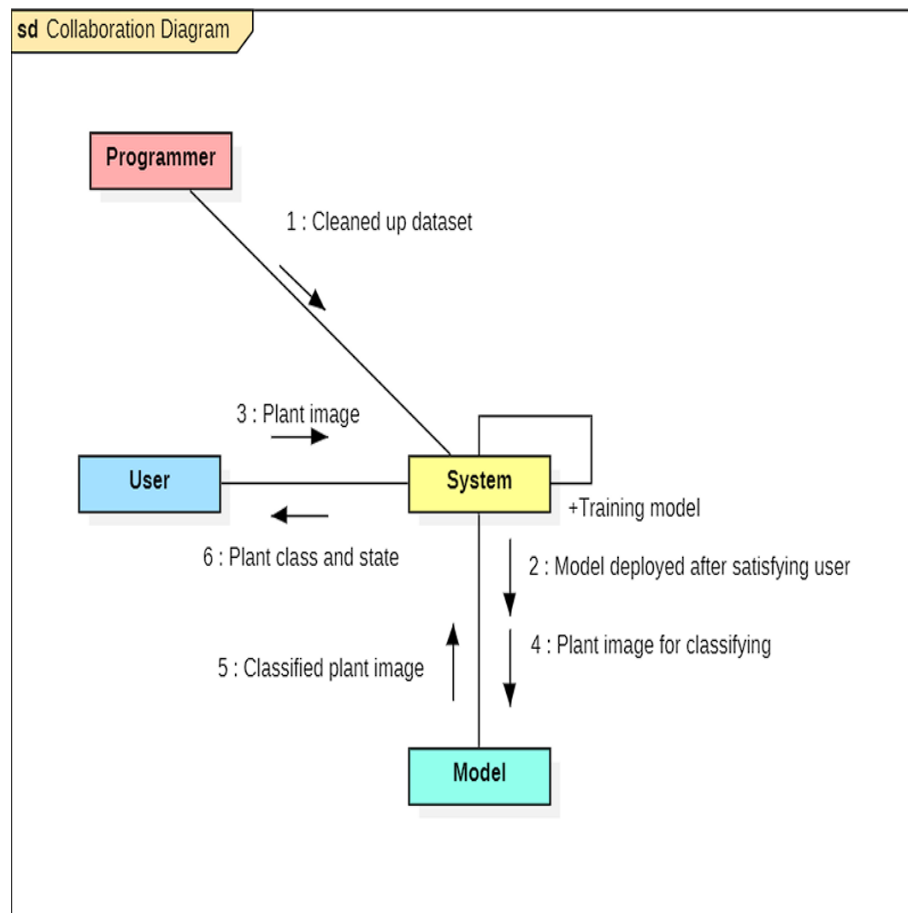 sd Collaboration Diagram
Programmer
1 : Cleaned up dataset
3 : Plant image
User
System
+Training model
6 : Plant class and state
2 : Model deployed after satisfying user
4 : Plant image for classifying
5 : Classified plant image
Model